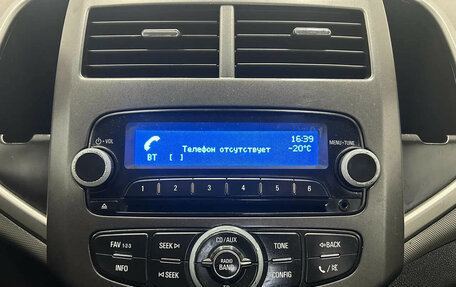 16:39
Телефон отсутствует -20°C
BT [ ]
VOL
MENU-TUNE
1 2 3 4 5 6
CD/AUX
FAV 1·2·3
SEEK
TONE
BACK
RADIO
BAND
INFO
SEEK
CONFIG